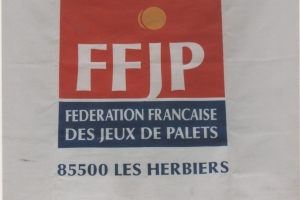 FFJP
FEDERATION FRANCAISE
DES JEUX DE PALETS
85500 LES HERBIERS